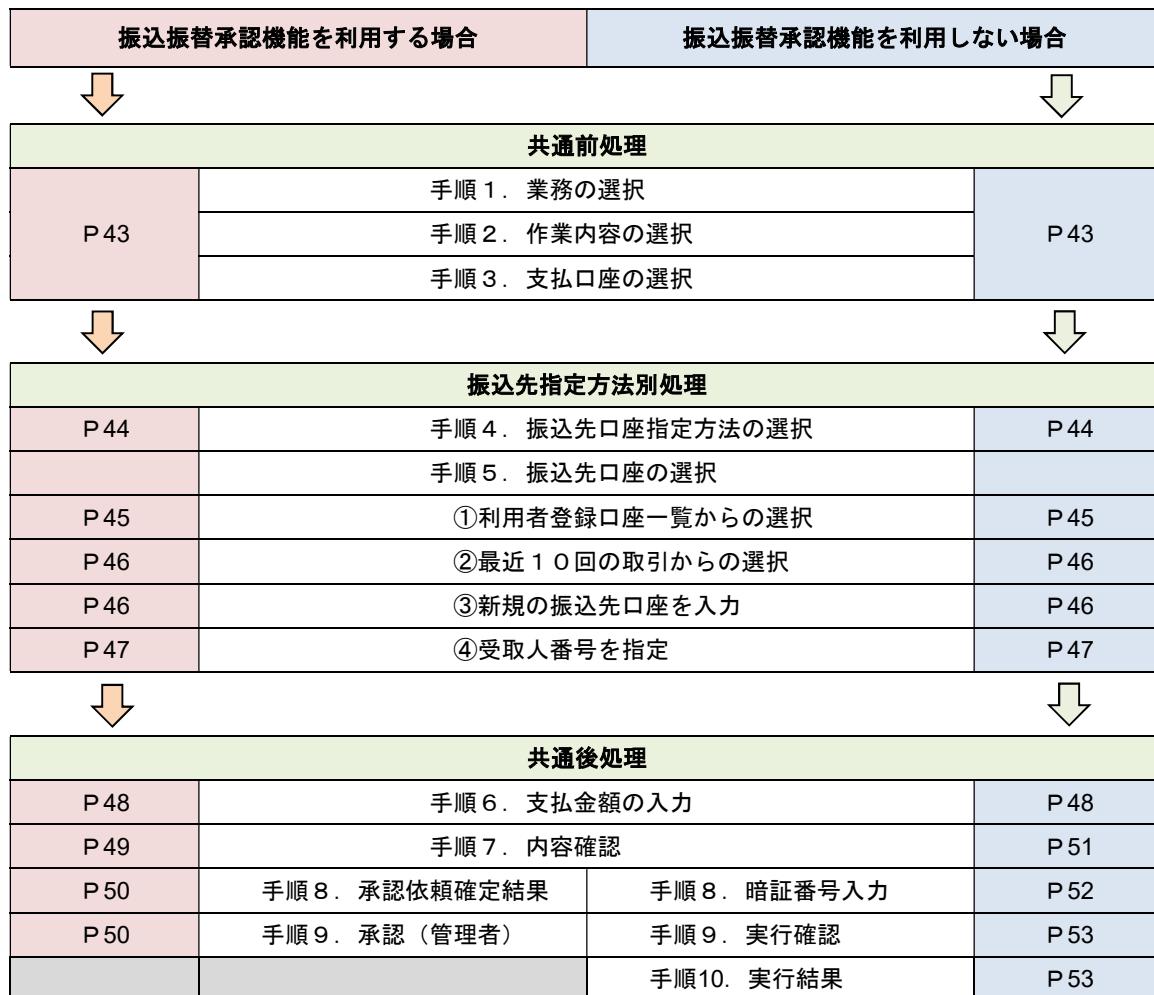 振込振替承認機能を利用する場合 振込振替承認機能を利用しない場合
共通前処理
手順１．業務の選択
P43 手順２．作業内容の選択 P43
手順３．支払口座の選択
振込先指定方法別処理
P44 手順４．振込先口座指定方法の選択 P44
手順５．振込先口座の選択
P45 ①利用者登録口座一覧からの選択 P45
P46 ②最近１０回の取引からの選択 P46
P46 ③新規の振込先口座を入力 P46
P47 ④受取人番号を指定 P47
共通後処理
P48 手順６．支払金額の入力 P48
P49 手順７．内容確認 P51
P50 手順８．承認依頼確定結果 手順８．暗証番号入力 P52
P50 手順９．承認（管理者） 手順９．実行確認 P53
手順10．実行結果 P53